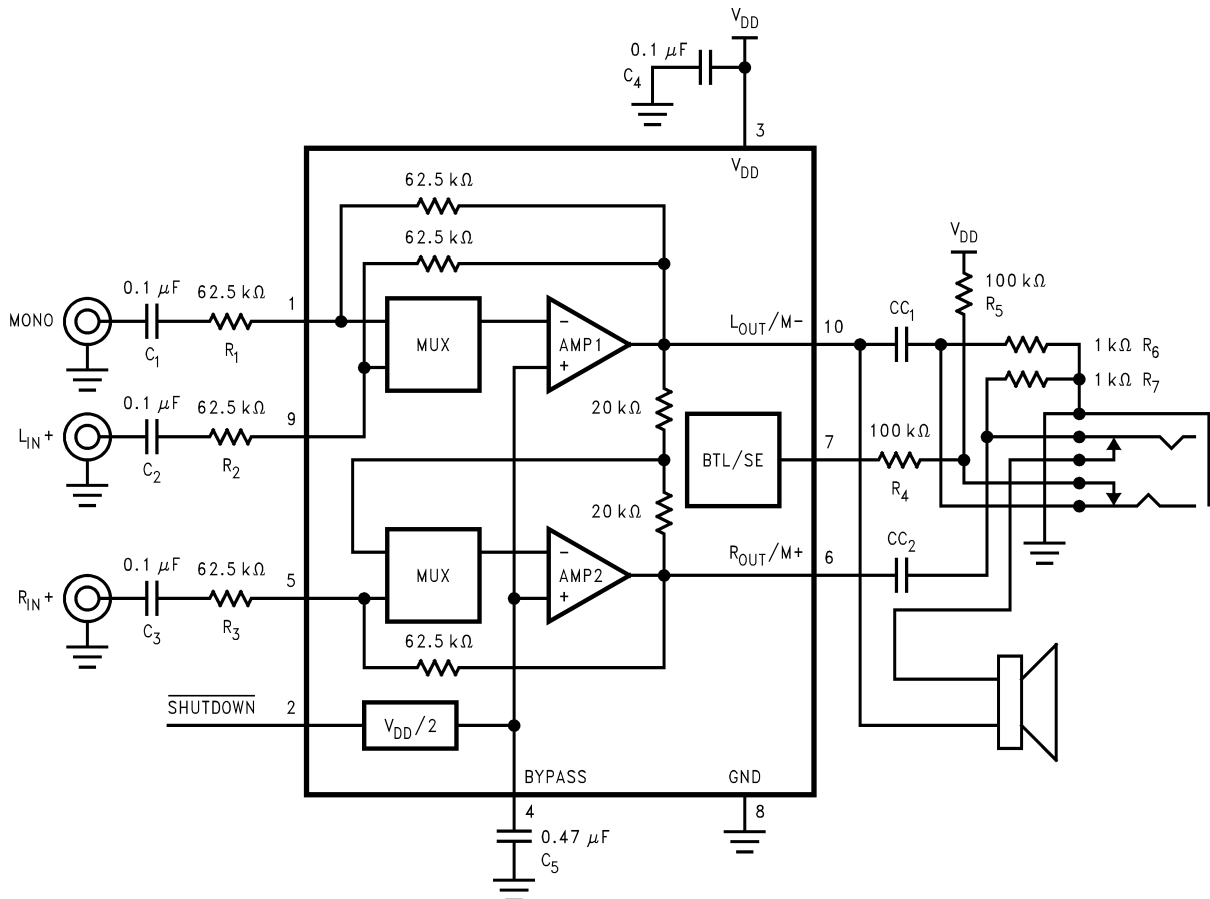 V_DD
0.1 μF
C_4
3
V_DD
62.5 kΩ
62.5 kΩ
MONO
0.1 μF
C_1
62.5 kΩ
R_1
1
MUX
AMP1
−
+
L_OUT/M−
10
CC_1
V_DD
100 kΩ
R_5
1 kΩ R_6
1 kΩ R_7
L_IN+
0.1 μF
C_2
62.5 kΩ
R_2
9
20 kΩ
BTL/SE
7
100 kΩ
R_4
20 kΩ
R_IN+
0.1 μF
C_3
62.5 kΩ
R_3
5
MUX
AMP2
−
+
R_OUT/M+
6
CC_2
62.5 kΩ
SHUTDOWN
2
V_DD/2
BYPASS
GND
4
8
0.47 μF
C_5